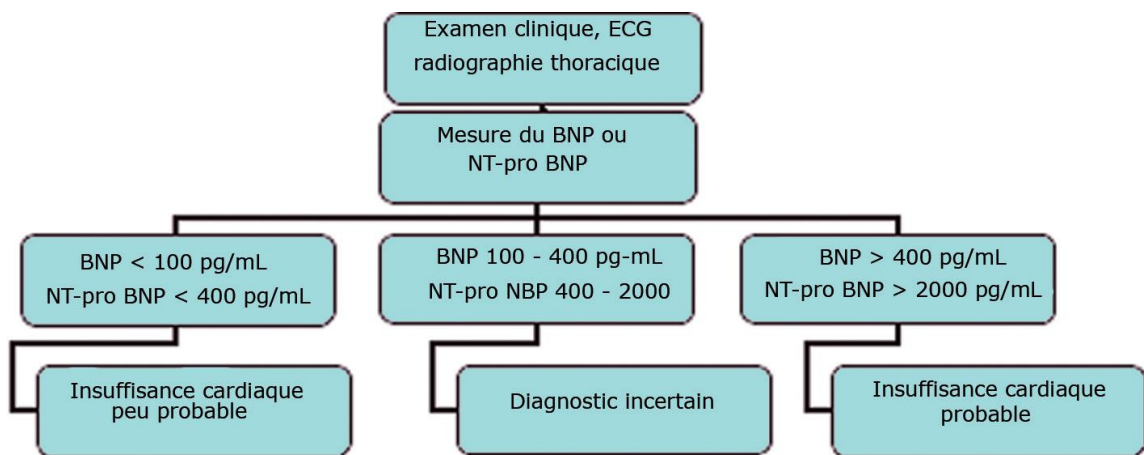 Examen clinique, ECG
radiographie thoracique
Mesure du BNP ou
NT-pro BNP
BNP < 100 pg/mL
NT-pro BNP < 400 pg/mL
BNP 100 - 400 pg-mL
NT-pro NBP 400 - 2000
BNP > 400 pg/mL
NT-pro BNP > 2000 pg/mL
Insuffisance cardiaque
peu probable
Diagnostic incertain
Insuffisance cardiaque
probable